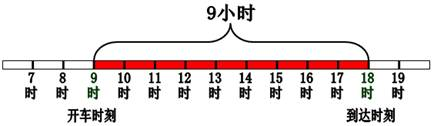 9小时
7 8 9 10 11 12 13 14 15 16 17 18 19
时 时 时 时 时 时 时 时 时 时 时 时 时
开车时刻 到达时刻